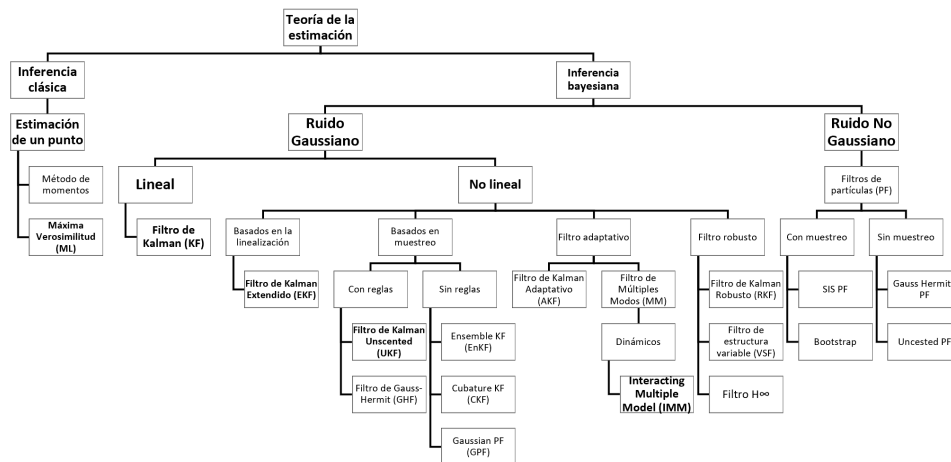 Teoría de la
estimación
Inferencia
clásica
Inferencia
bayesiana
Estimación
de un punto
Ruido
Gaussiano
Ruido No
Gaussiano
Método de
momentos
Máxima
Verosimilitud
(ML)
Lineal
No lineal
Filtros de
partículas (PF)
Filtro de
Kalman (KF)
Basados en la
linealización
Basados en
muestreo
Filtro adaptativo
Filtro robusto
Con muestreo
Sin muestreo
Filtro de Kalman
Extendido (EKF)
Con reglas
Sin reglas
Filtro de Kalman
Adaptativo (AKF)
Filtro de
Múltiples
Modos (MM)
Filtro de Kalman
Robusto (RKF)
SIS PF
Gauss Hermit
PF
Filtro de Kalman
Unscented
(UKF)
Ensemble KF
(EnKF)
Dinámicos
Filtro de
estructura
variable (VSF)
Bootstrap
Uncested PF
Filtro de Gauss-
Hermit (GHF)
Cubature KF
(CKF)
Interacting
Multiple
Model (IMM)
Filtro H∞
Gaussian PF
(GPF)